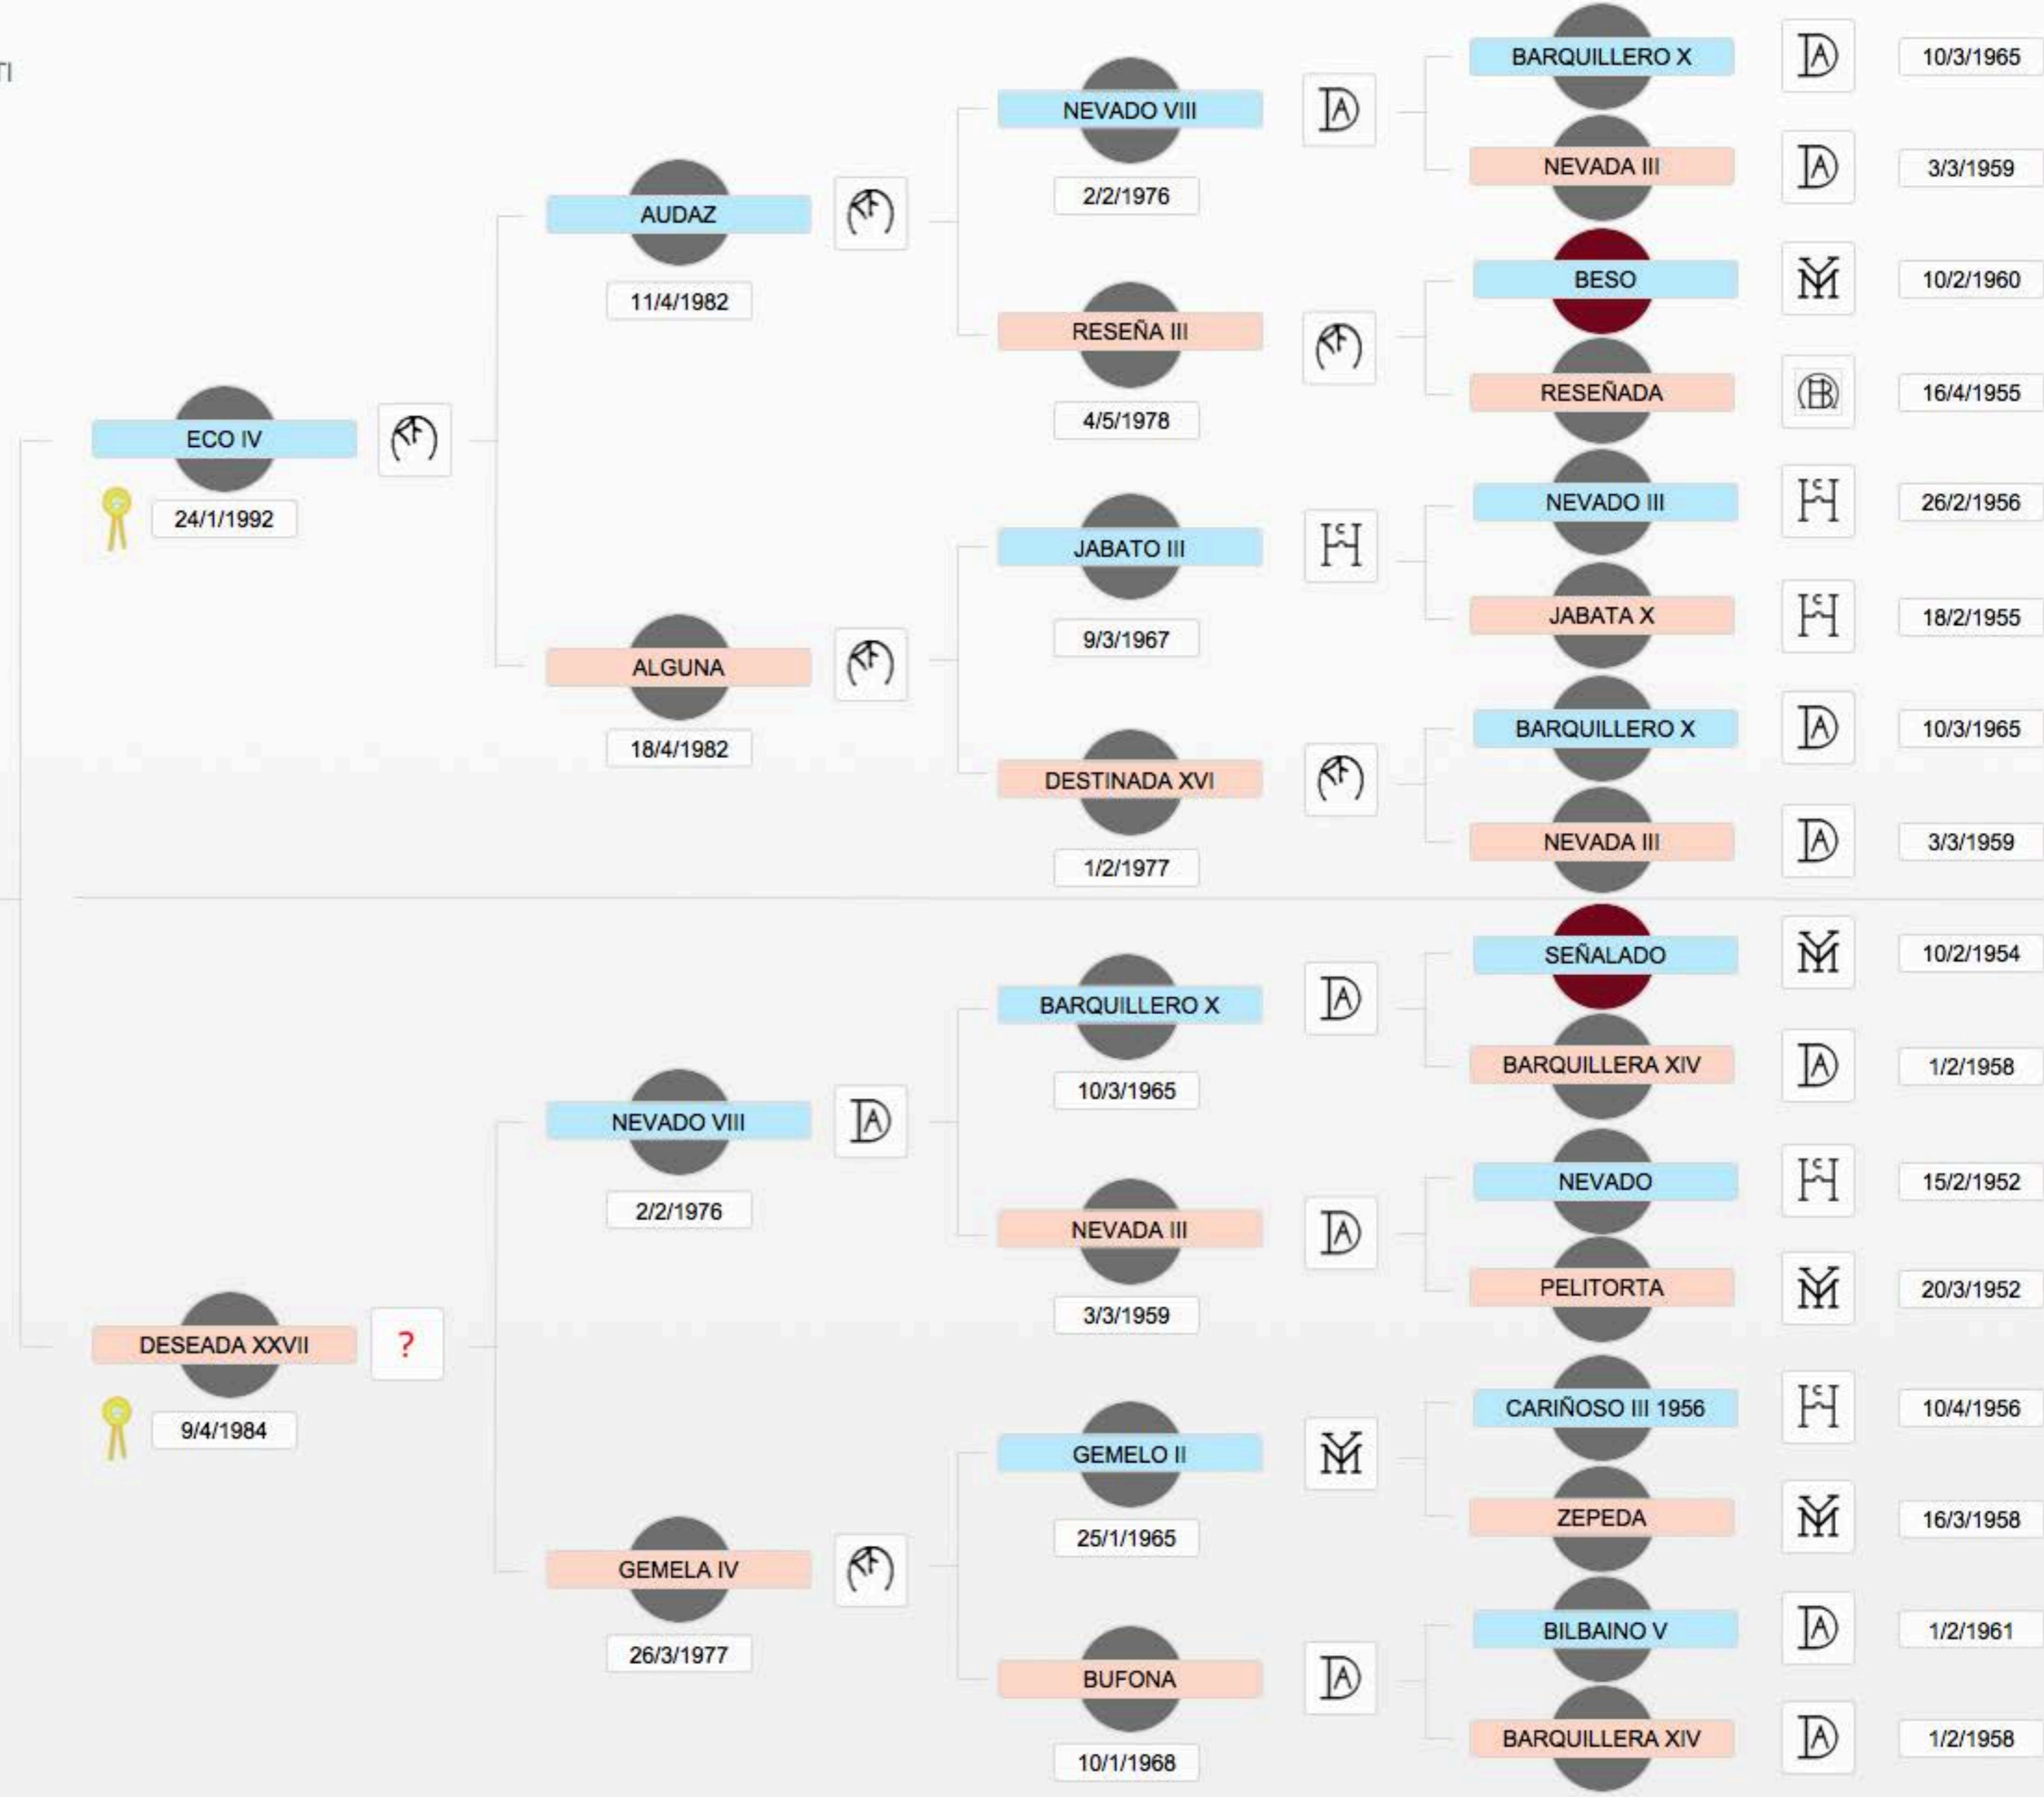 TI
BARQUILLERO X
10/3/1965
NEVADO VIII
2/2/1976
NEVADA III
3/3/1959
AUDAZ
11/4/1982
BESO
10/2/1960
RESEÑA III
4/5/1978
RESEÑADA
16/4/1955
ECO IV
24/1/1992
NEVADO III
26/2/1956
JABATO III
9/3/1967
JABATA X
18/2/1955
ALGUNA
18/4/1982
BARQUILLERO X
10/3/1965
DESTINADA XVI
1/2/1977
NEVADA III
3/3/1959
SEÑALADO
10/2/1954
BARQUILLERO X
10/3/1965
BARQUILLERA XIV
1/2/1958
NEVADO VIII
2/2/1976
NEVADO
15/2/1952
NEVADA III
3/3/1959
PELITORTA
20/3/1952
DESEADA XXVII
?
9/4/1984
CARIÑOSO III 1956
10/4/1956
GEMELO II
25/1/1965
ZEPEDA
16/3/1958
GEMELA IV
26/3/1977
BILBAINO V
1/2/1961
BUFONA
10/1/1968
BARQUILLERA XIV
1/2/1958